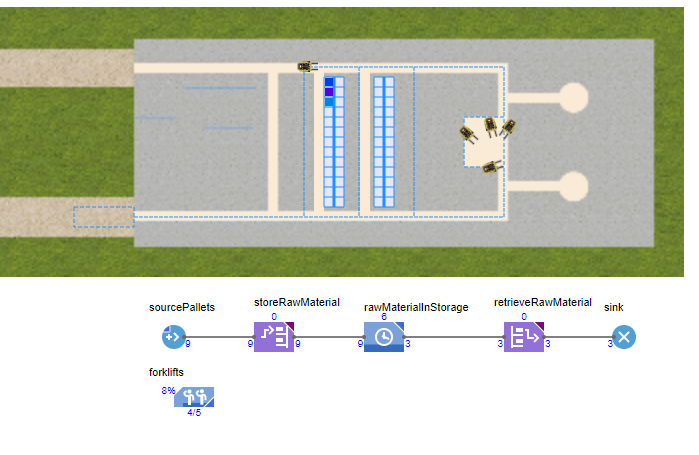 sourcePallets
storeRawMaterial
rawMaterialInStorage
retrieveRawMaterial
sink
0
6
0
9
9
9
9
3
3
3
3
forklifts
8%
4/5